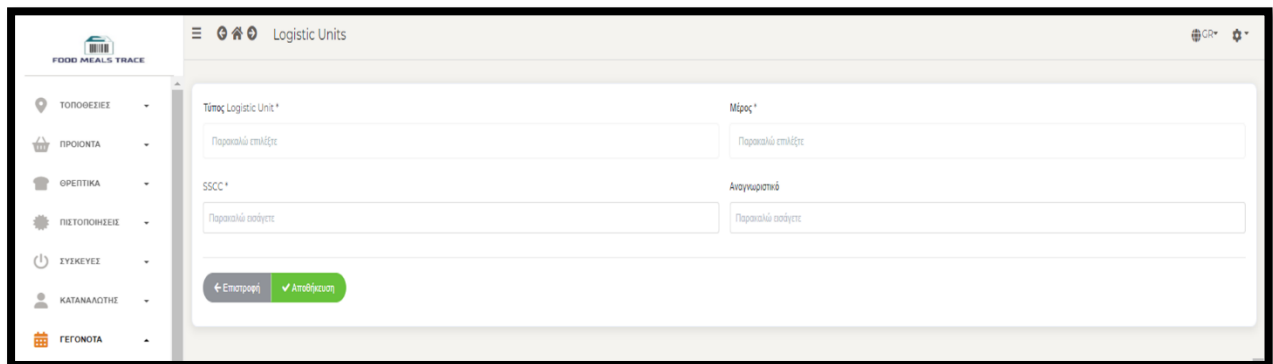 FOOD MEALS TRACE
Logistic Units
GR
ΤΟΠΟΘΕΣΙΕΣ
ΠΡΟΙΟΝΤΑ
ΘΡΕΠΤΙΚΑ
ΠΙΣΤΟΠΟΙΗΣΕΙΣ
ΣΥΣΚΕΥΕΣ
ΚΑΤΑΝΑΛΩΤΗΣ
ΓΕΓΟΝΟΤΑ
Τύπος Logistic Unit *
Παρακαλώ επιλέξτε
Μέρος *
Παρακαλώ επιλέξτε
SSCC *
Παρακαλώ εισάγετε
Αναγνωριστικό
Παρακαλώ εισάγετε
Επιστροφή
Αποθήκευση